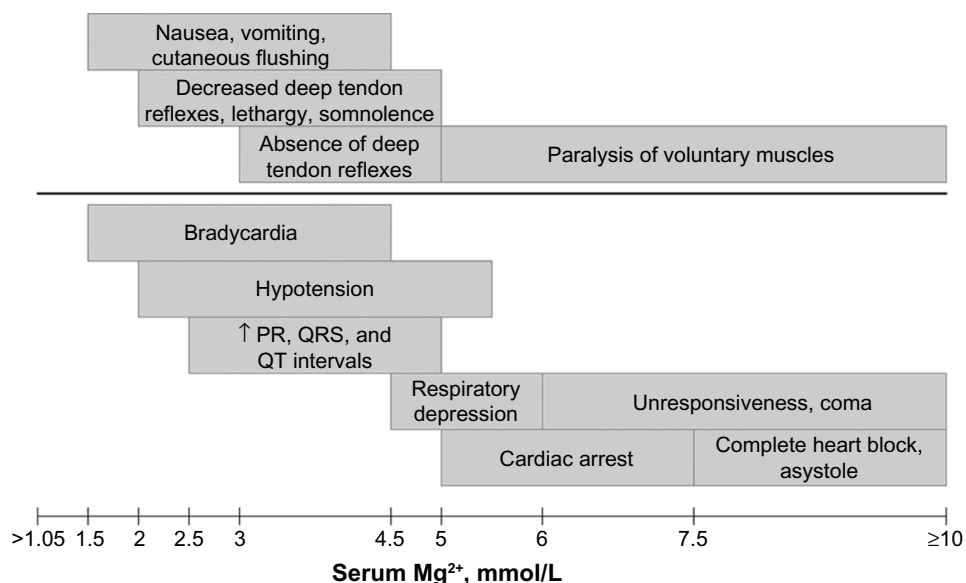 Nausea, vomiting,
cutaneous flushing
Decreased deep tendon
reflexes, lethargy, somnolence
Absence of deep
tendon reflexes
Paralysis of voluntary muscles
Bradycardia
Hypotension
↑ PR, QRS, and
QT intervals
Respiratory
depression
Unresponsiveness, coma
Cardiac arrest
Complete heart block,
asystole
>1.05 1.5 2 2.5 3 4.5 5 6 7.5 ≥10
Serum Mg²⁺, mmol/L